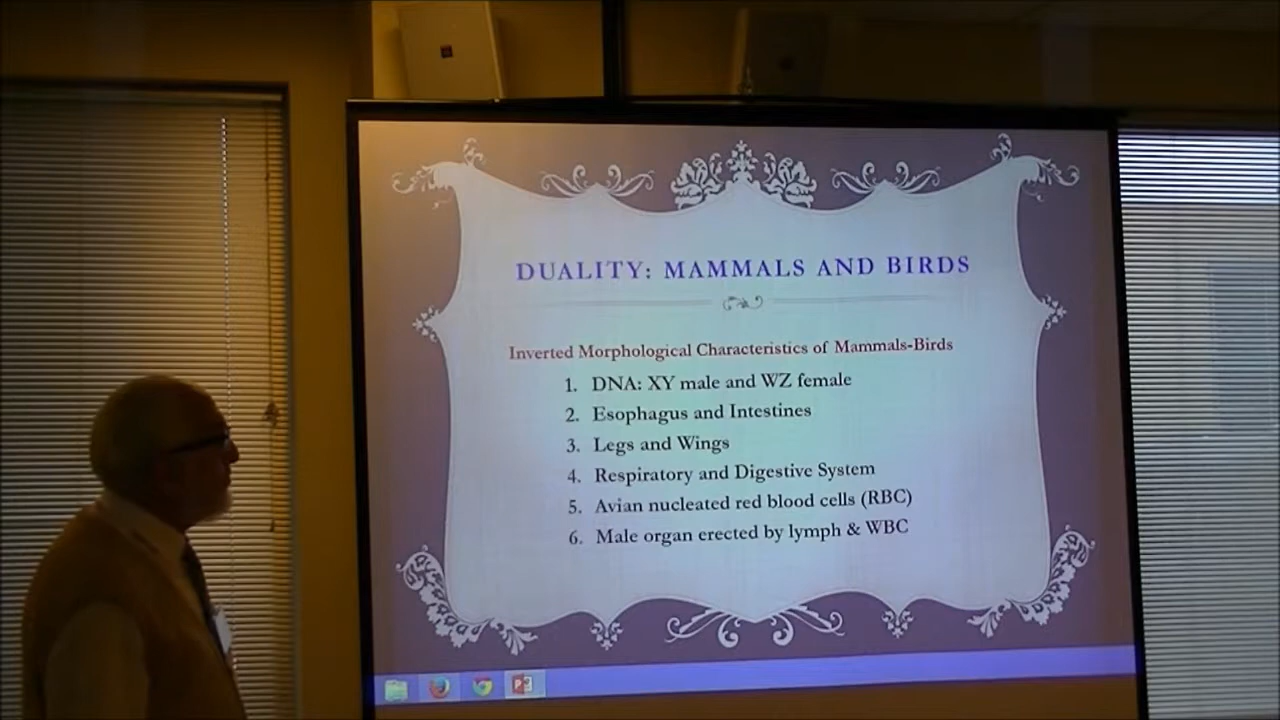 DUALITY: MAMMALS AND BIRDS
Inverted Morphological Characteristics of Mammals-Birds
1. DNA: XY male and WZ female
2. Esophagus and Intestines
3. Legs and Wings
4. Respiratory and Digestive System
5. Avian nucleated red blood cells (RBC)
6. Male organ erected by lymph & WBC